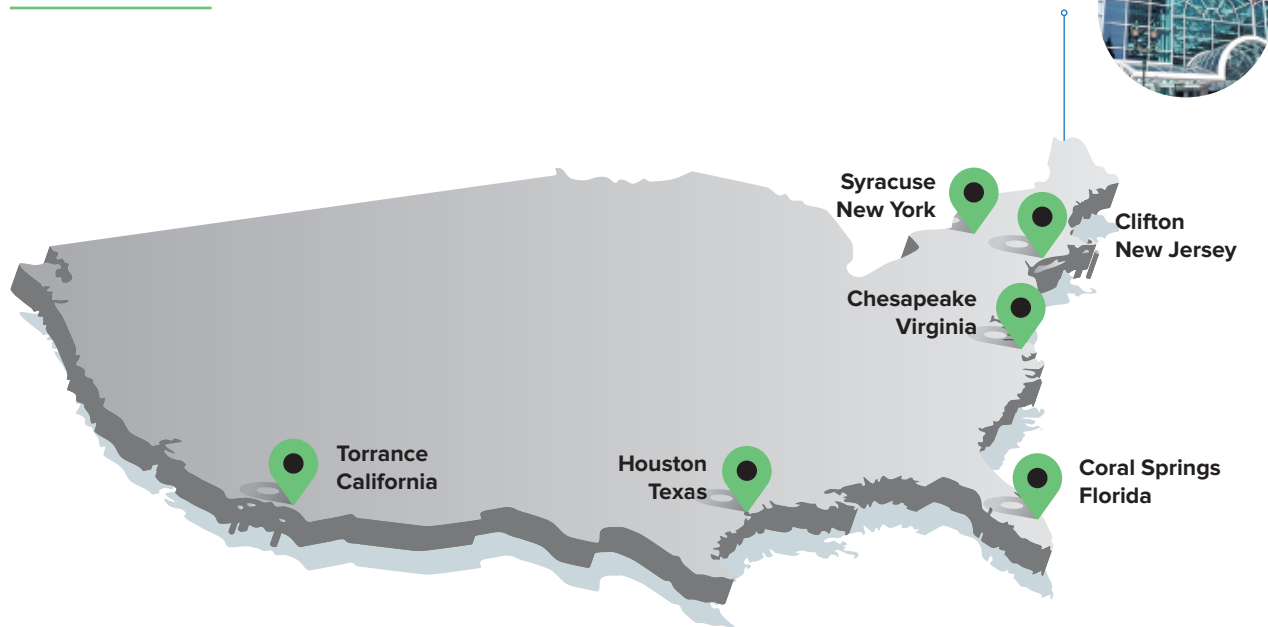 Syracuse
New York
Clifton
New Jersey
Chesapeake
Virginia
Torrance
California
Houston
Texas
Coral Springs
Florida